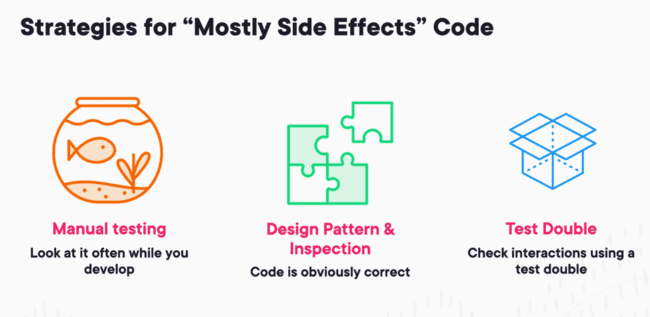 Strategies for “Mostly Side Effects” Code
Manual testing
Look at it often while you
develop
Design Pattern &
Inspection
Code is obviously correct
Test Double
Check interactions using a
test double